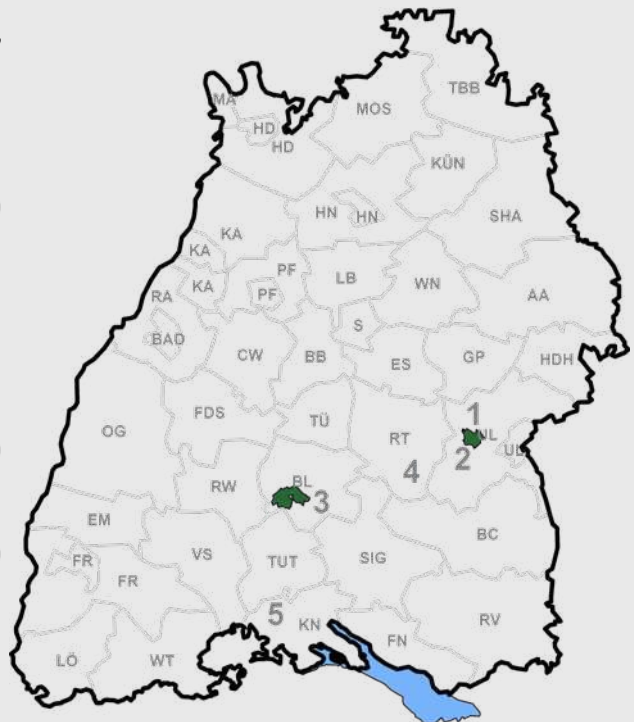 TBB
MA
MOS
HD
HD
KÜN
HN
HN
SHA
KA
KA
PF
LB
WN
KA
RA
PF
AA
S
BAD
CW
BB
ES
GP
HDH
FDS
TÜ
1
OG
RT
UL
2
UL
4
BL
RW
3
EM
BC
VS
FR
TUT
SIG
FR
5
KN
RV
FN
LÖ
WT